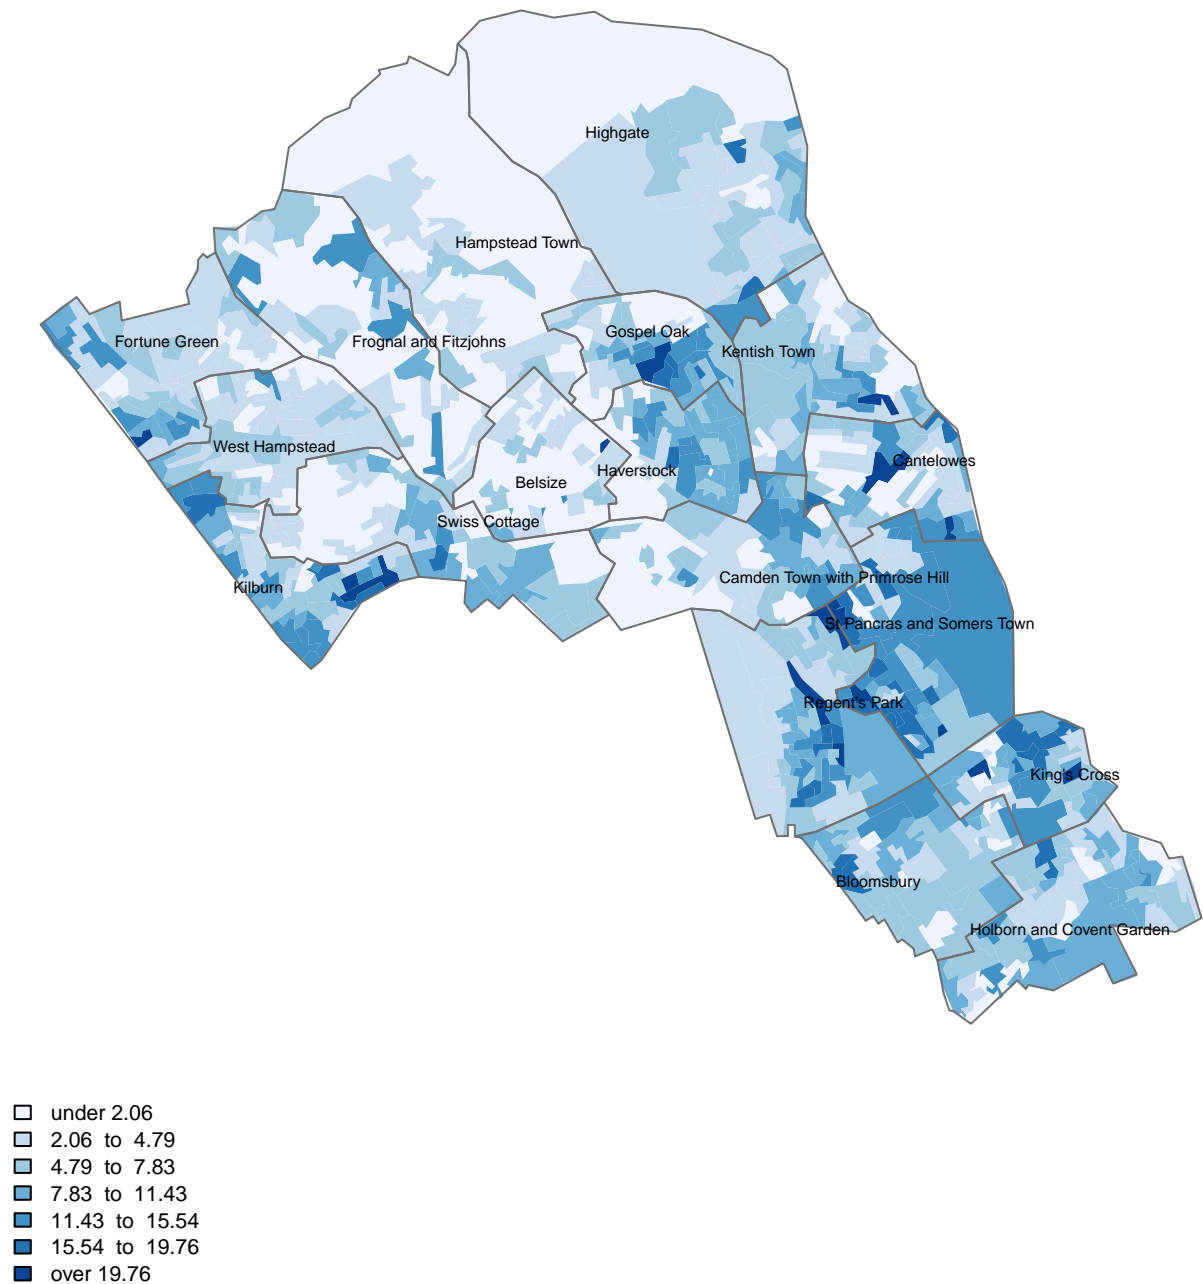 Highgate
Hampstead Town
Gospel Oak
Fortune Green
Frognal and Fitzjohns
Kentish Town
West Hampstead
Cantelowes
Haverstock
Belsize
Swiss Cottage
Camden Town with Primrose Hill
Kilburn
St Pancras and Somers Town
Regent's Park
King's Cross
Bloomsbury
Holborn and Covent Garden
under 2.06
2.06 to 4.79
4.79 to 7.83
7.83 to 11.43
11.43 to 15.54
15.54 to 19.76
over 19.76